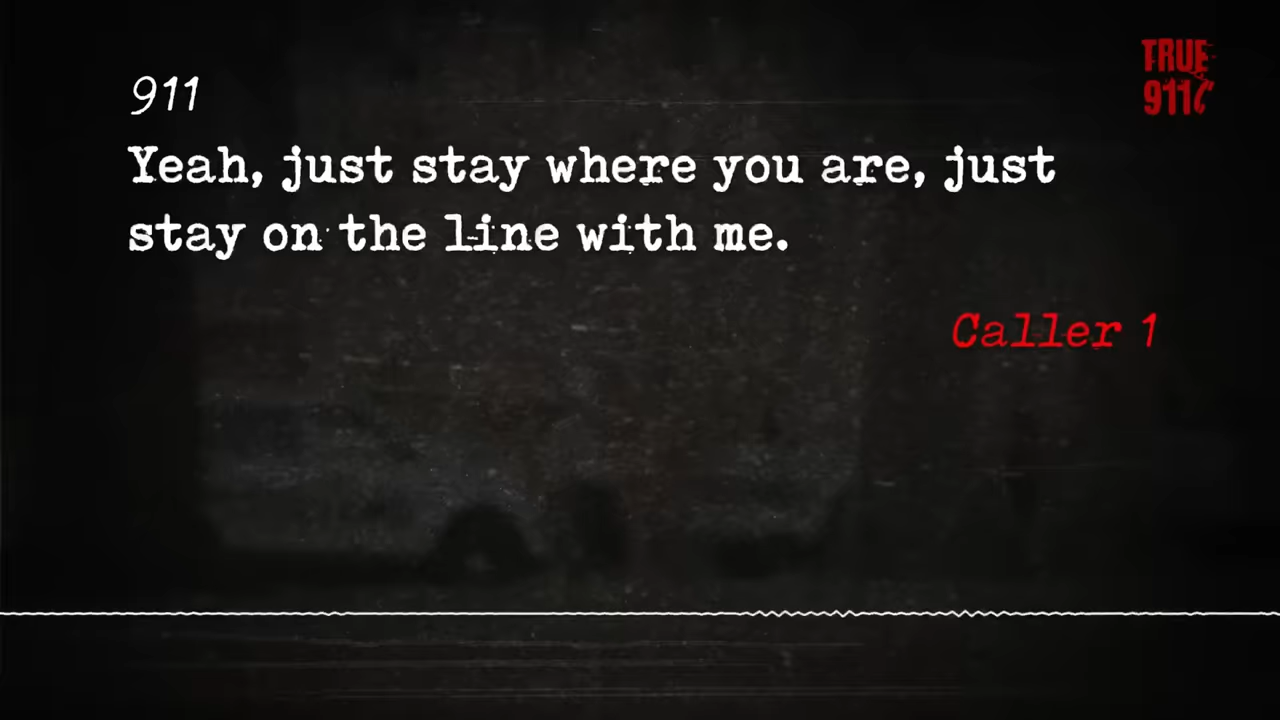 TRUE
911
911
Yeah, just stay where you are, just
stay on the line with me.
Caller 1